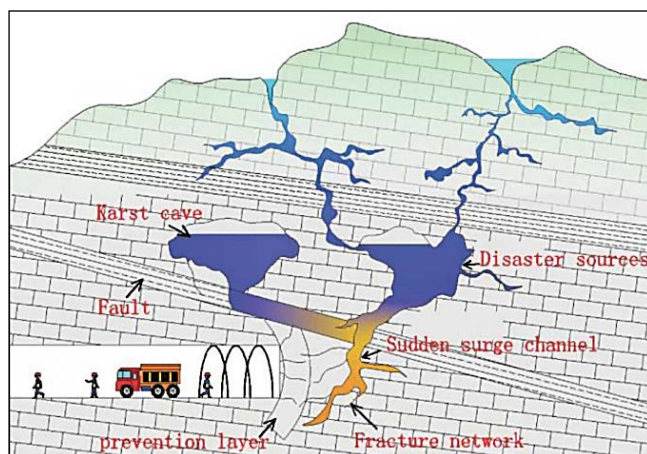 Karst cave
Disaster sources
Fault
Sudden surge channel
prevention layer
Fracture network